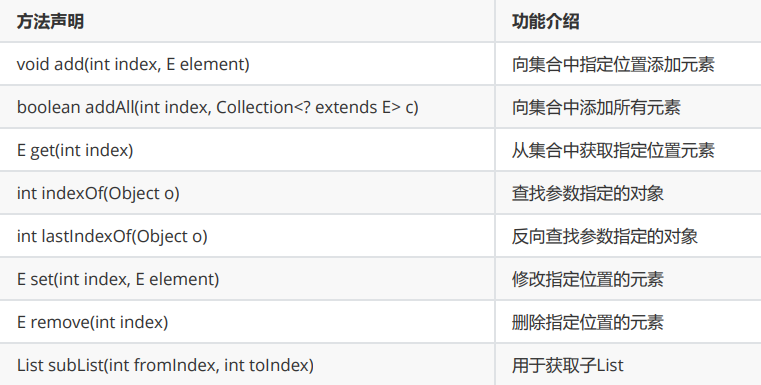 方法声明 功能介绍
void add(int index, E element) 向集合中指定位置添加元素
boolean addAll(int index, Collection<? extends E> c) 向集合中添加所有元素
E get(int index) 从集合中获取指定位置元素
int indexOf(Object o) 查找参数指定的对象
int lastIndexOf(Object o) 反向查找参数指定的对象
E set(int index, E element) 修改指定位置的元素
E remove(int index) 删除指定位置的元素
List subList(int fromIndex, int toIndex) 用于获取子List